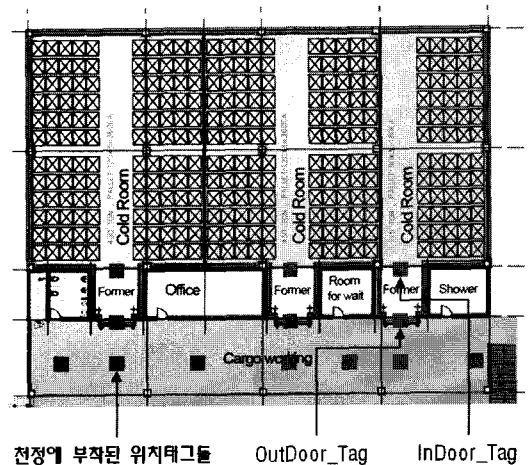 Cold Room
Cold Room
Cold Room
Former
Office
Former
Room
for wait
Former
Shower
Cargo working
천정에 부착된 위치태그들
OutDoor_Tag
InDoor_Tag